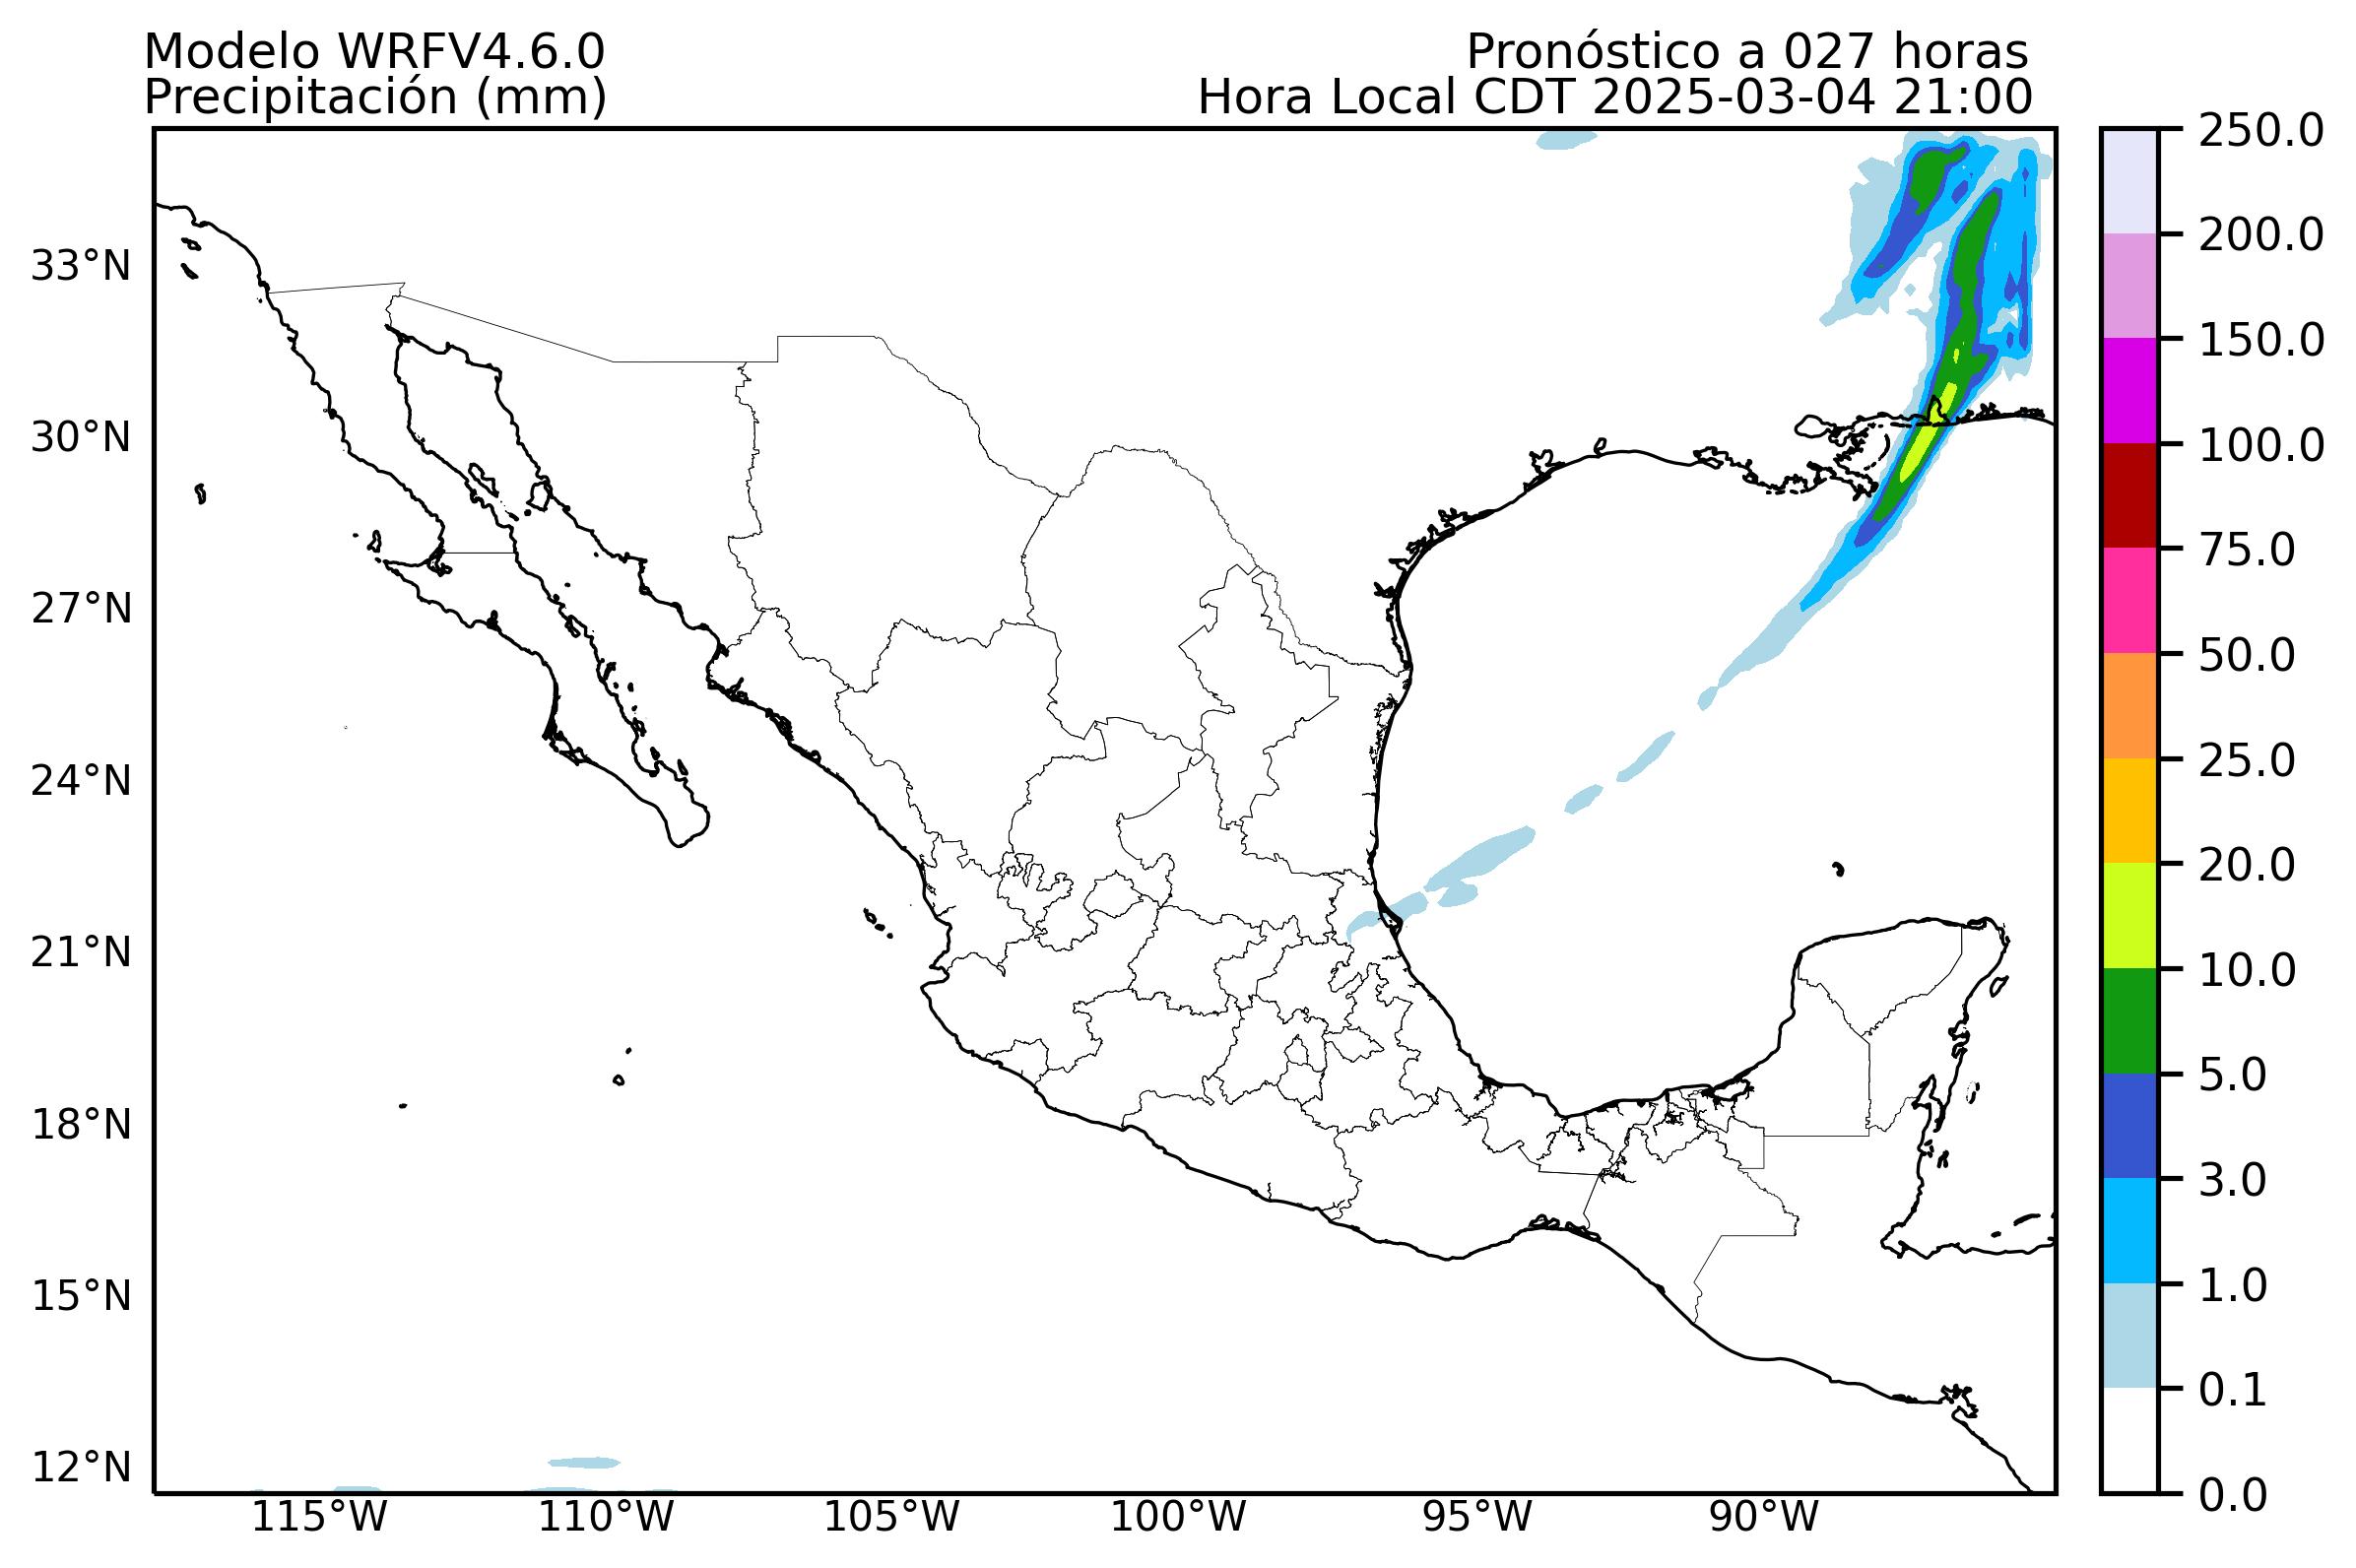 Modelo WRFV4.6.0
Precipitación (mm)
Pronóstico a 027 horas
Hora Local CDT 2025-03-04 21:00
33°N
30°N
27°N
24°N
21°N
18°N
15°N
12°N
115°W
110°W
105°W
100°W
95°W
90°W
250.0
200.0
150.0
100.0
75.0
50.0
25.0
20.0
10.0
5.0
3.0
1.0
0.1
0.0